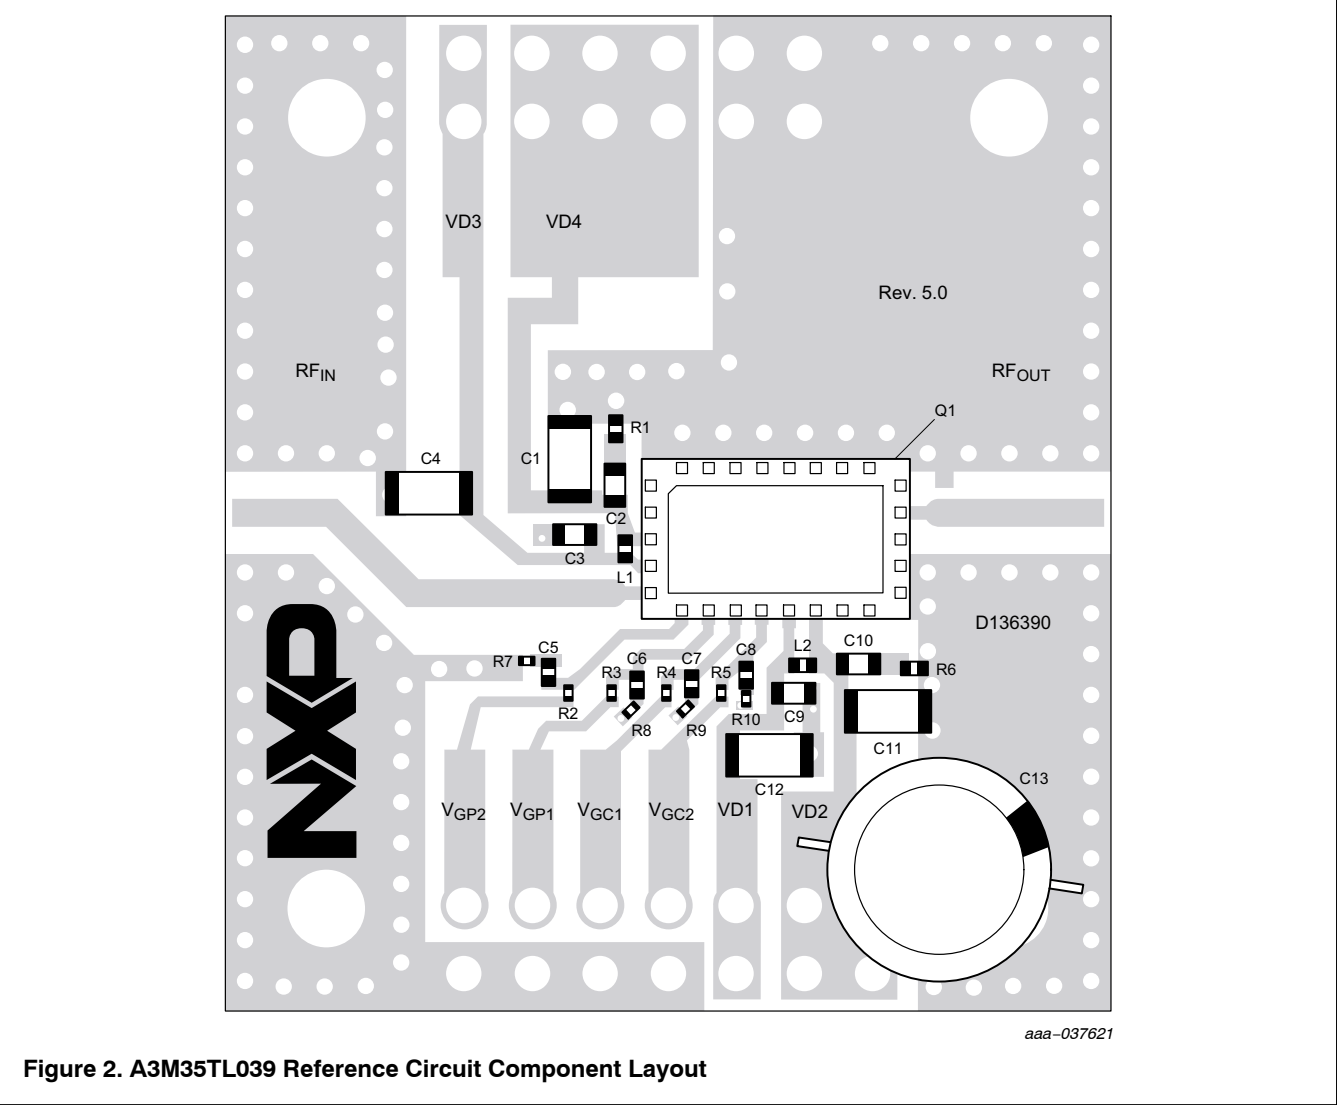 VD3
VD4
Rev. 5.0
RFIN
RFOUT
Q1
R1
C4
C1
C2
C3
L1
D136390
C5
C10
L2
C8
R7
C6
C7
R6
R3
R4
R5
R2
C9
R10
R8
R9
C11
C12
C13
VGP2
VGP1
VGC1
VGC2
VD1
VD2
NXP
aaa–037621
Figure 2. A3M35TL039 Reference Circuit Component Layout